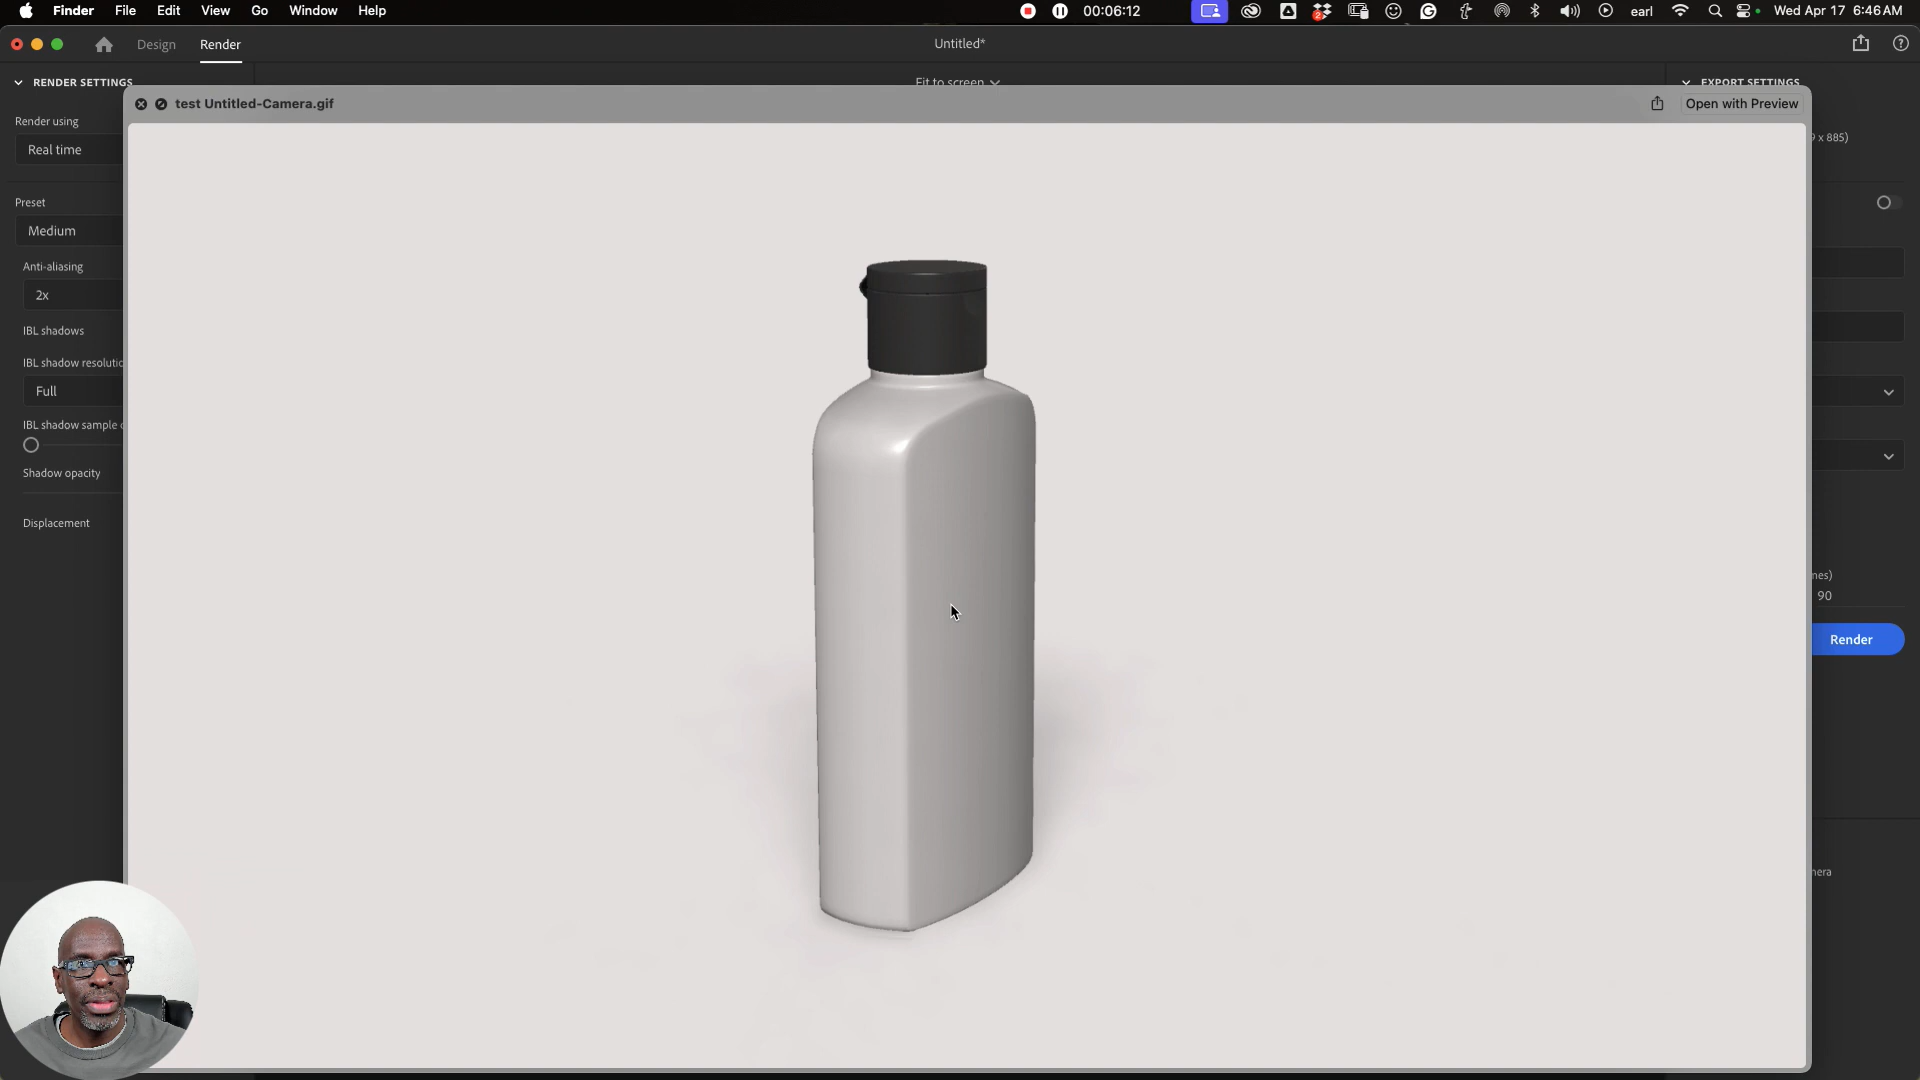 Finder File Edit View Go Window Help 00:06:12 2 earl Wed Apr 17 6:46 AM
Design Render Untitled*
RENDER SETTINGS Fit to screen EXPORT SETTINGS
test Untitled-Camera.gif Open with Preview
Render using x 885)
Real time
Preset
Medium
Anti-aliasing
2x
IBL shadows
IBL shadow
Full
IBL shadow sample
Shadow opacity
Displacement
90
Render